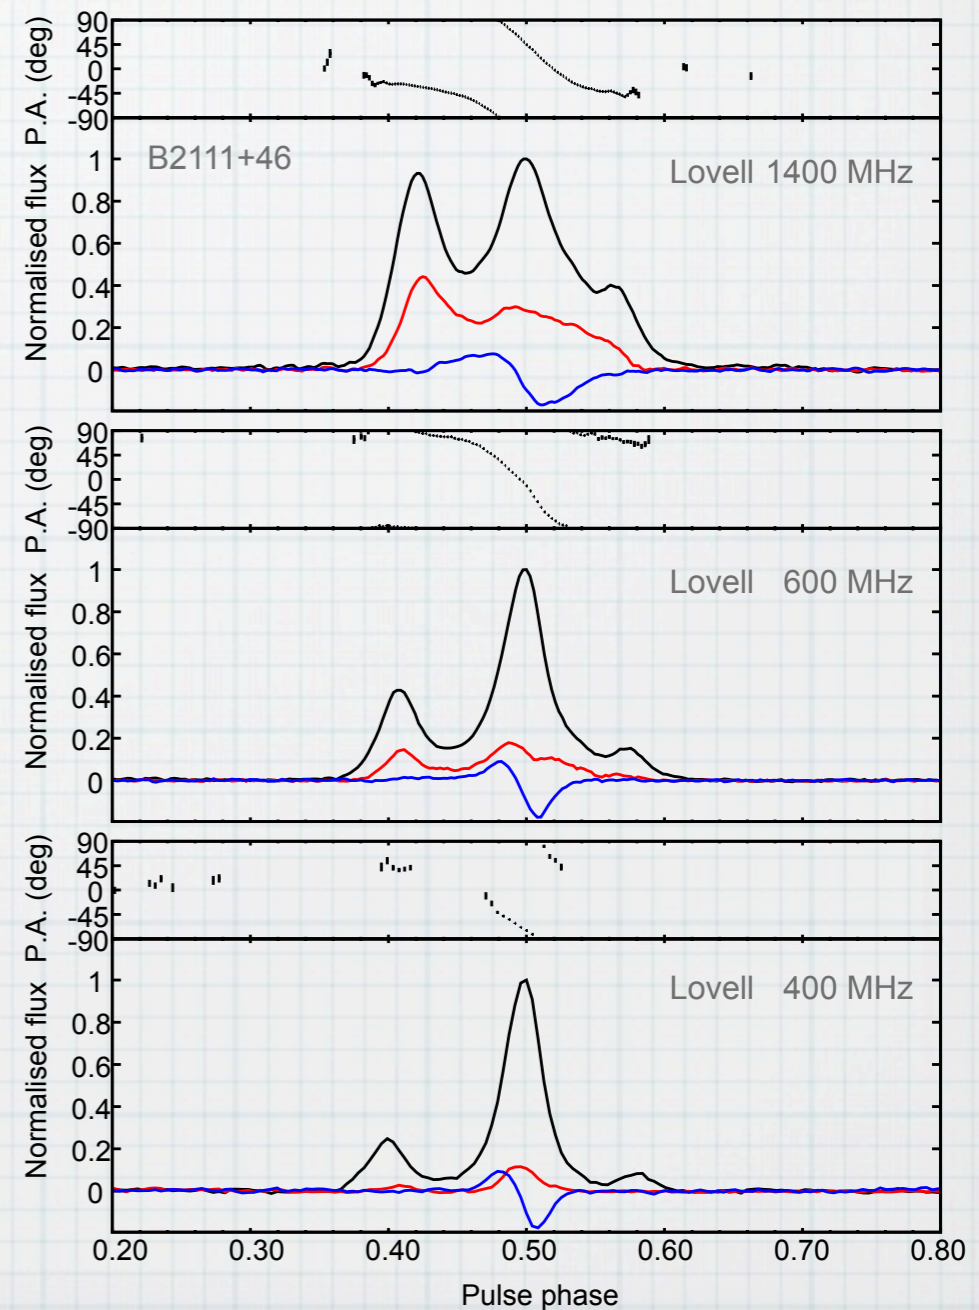 P.A. (deg)
90
45
0
-45
-90
B2111+46
Lovell 1400 MHz
Normalised flux
1
0.8
0.6
0.4
0.2
0
P.A. (deg)
90
45
0
-45
-90
Lovell 600 MHz
Normalised flux
1
0.8
0.6
0.4
0.2
0
P.A. (deg)
90
45
0
-45
-90
Lovell 400 MHz
Normalised flux
1
0.8
0.6
0.4
0.2
0
0.20 0.30 0.40 0.50 0.60 0.70 0.80
Pulse phase